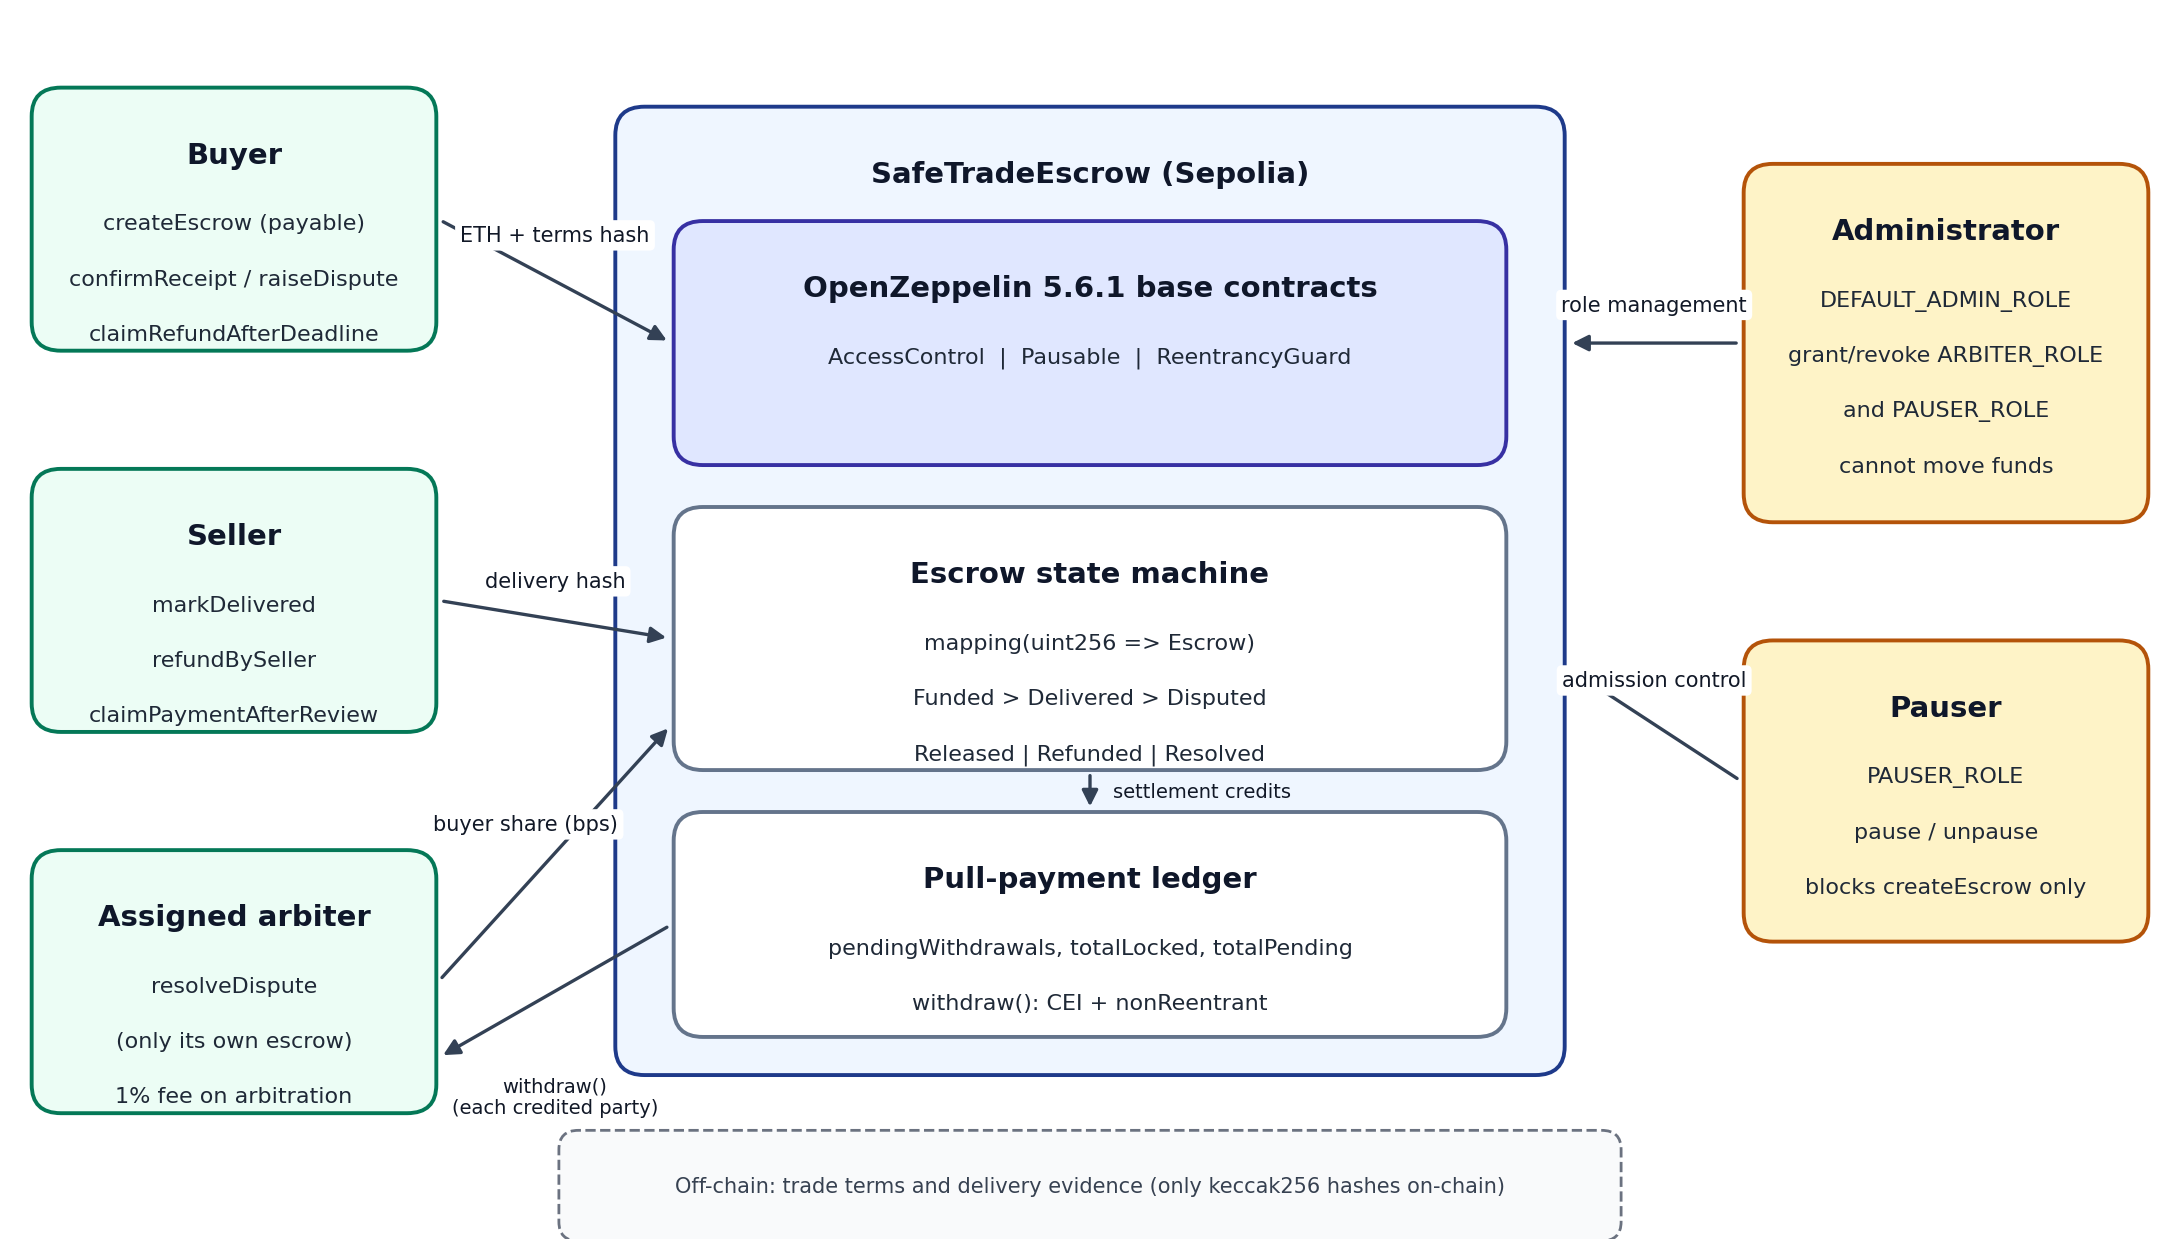 Buyer
createEscrow (payable)
confirmReceipt / raiseDispute
claimRefundAfterDeadline
ETH + terms hash
Seller
markDelivered
refundBySeller
claimPaymentAfterReview
delivery hash
Assigned arbiter
resolveDispute
(only its own escrow)
1% fee on arbitration
buyer share (bps)
withdraw()
(each credited party)
SafeTradeEscrow (Sepolia)
OpenZeppelin 5.6.1 base contracts
AccessControl | Pausable | ReentrancyGuard
Escrow state machine
mapping(uint256 => Escrow)
Funded > Delivered > Disputed
Released | Refunded | Resolved
settlement credits
Pull-payment ledger
pendingWithdrawals, totalLocked, totalPending
withdraw(): CEI + nonReentrant
role management
Administrator
DEFAULT_ADMIN_ROLE
grant/revoke ARBITER_ROLE
and PAUSER_ROLE
cannot move funds
admission control
Pauser
PAUSER_ROLE
pause / unpause
blocks createEscrow only
Off-chain: trade terms and delivery evidence (only keccak256 hashes on-chain)